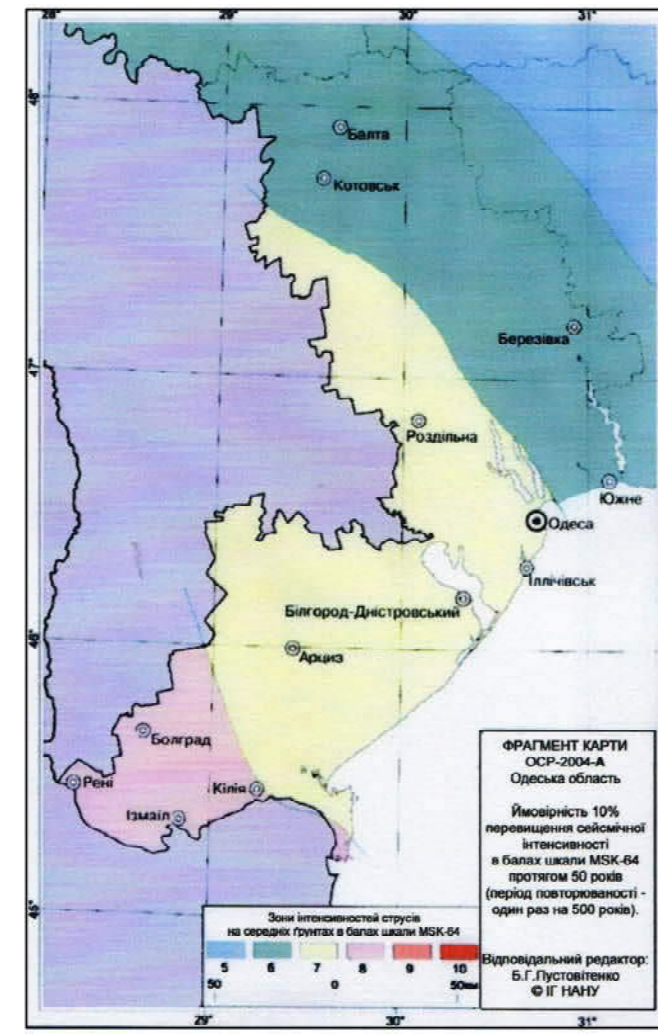 28° 29° 30° 31°
48°
Балта
Котовськ
Березівка
47°
Роздільна
Южне
Одеса
Іллічівськ
Білгород-Дністровський
46°
Арциз
Болград
Рені
Кілія
Ізмаїл
45°
ФРАГМЕНТ КАРТИ
ОСР-2004-А
Одеська область
Ймовірність 10%
перевищення сейсмічної
інтенсивності
в балах шкали MSK-64
протягом 50 років
(период повторюваності -
один раз на 500 років).
Відповідальний редактор:
Б.Г.Пустовітенко
© ІГ НАНУ
Зони інтенсивностей струсів
на середніх ґрунтах в балах шкали MSK-64
5 6 7 8 9 10
50 0 50км
29° 30° 31°